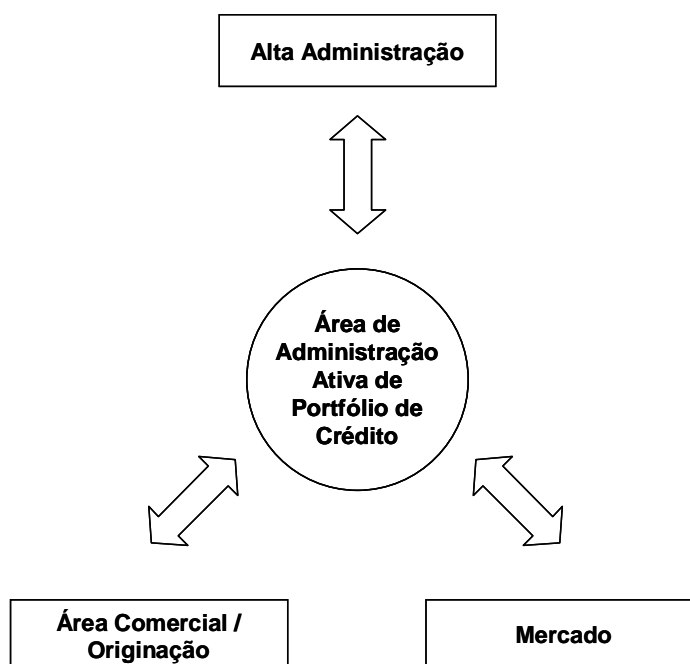 Alta Administração
Área de
Administração
Ativa de
Portfólio de
Crédito
Área Comercial /
Originação
Mercado